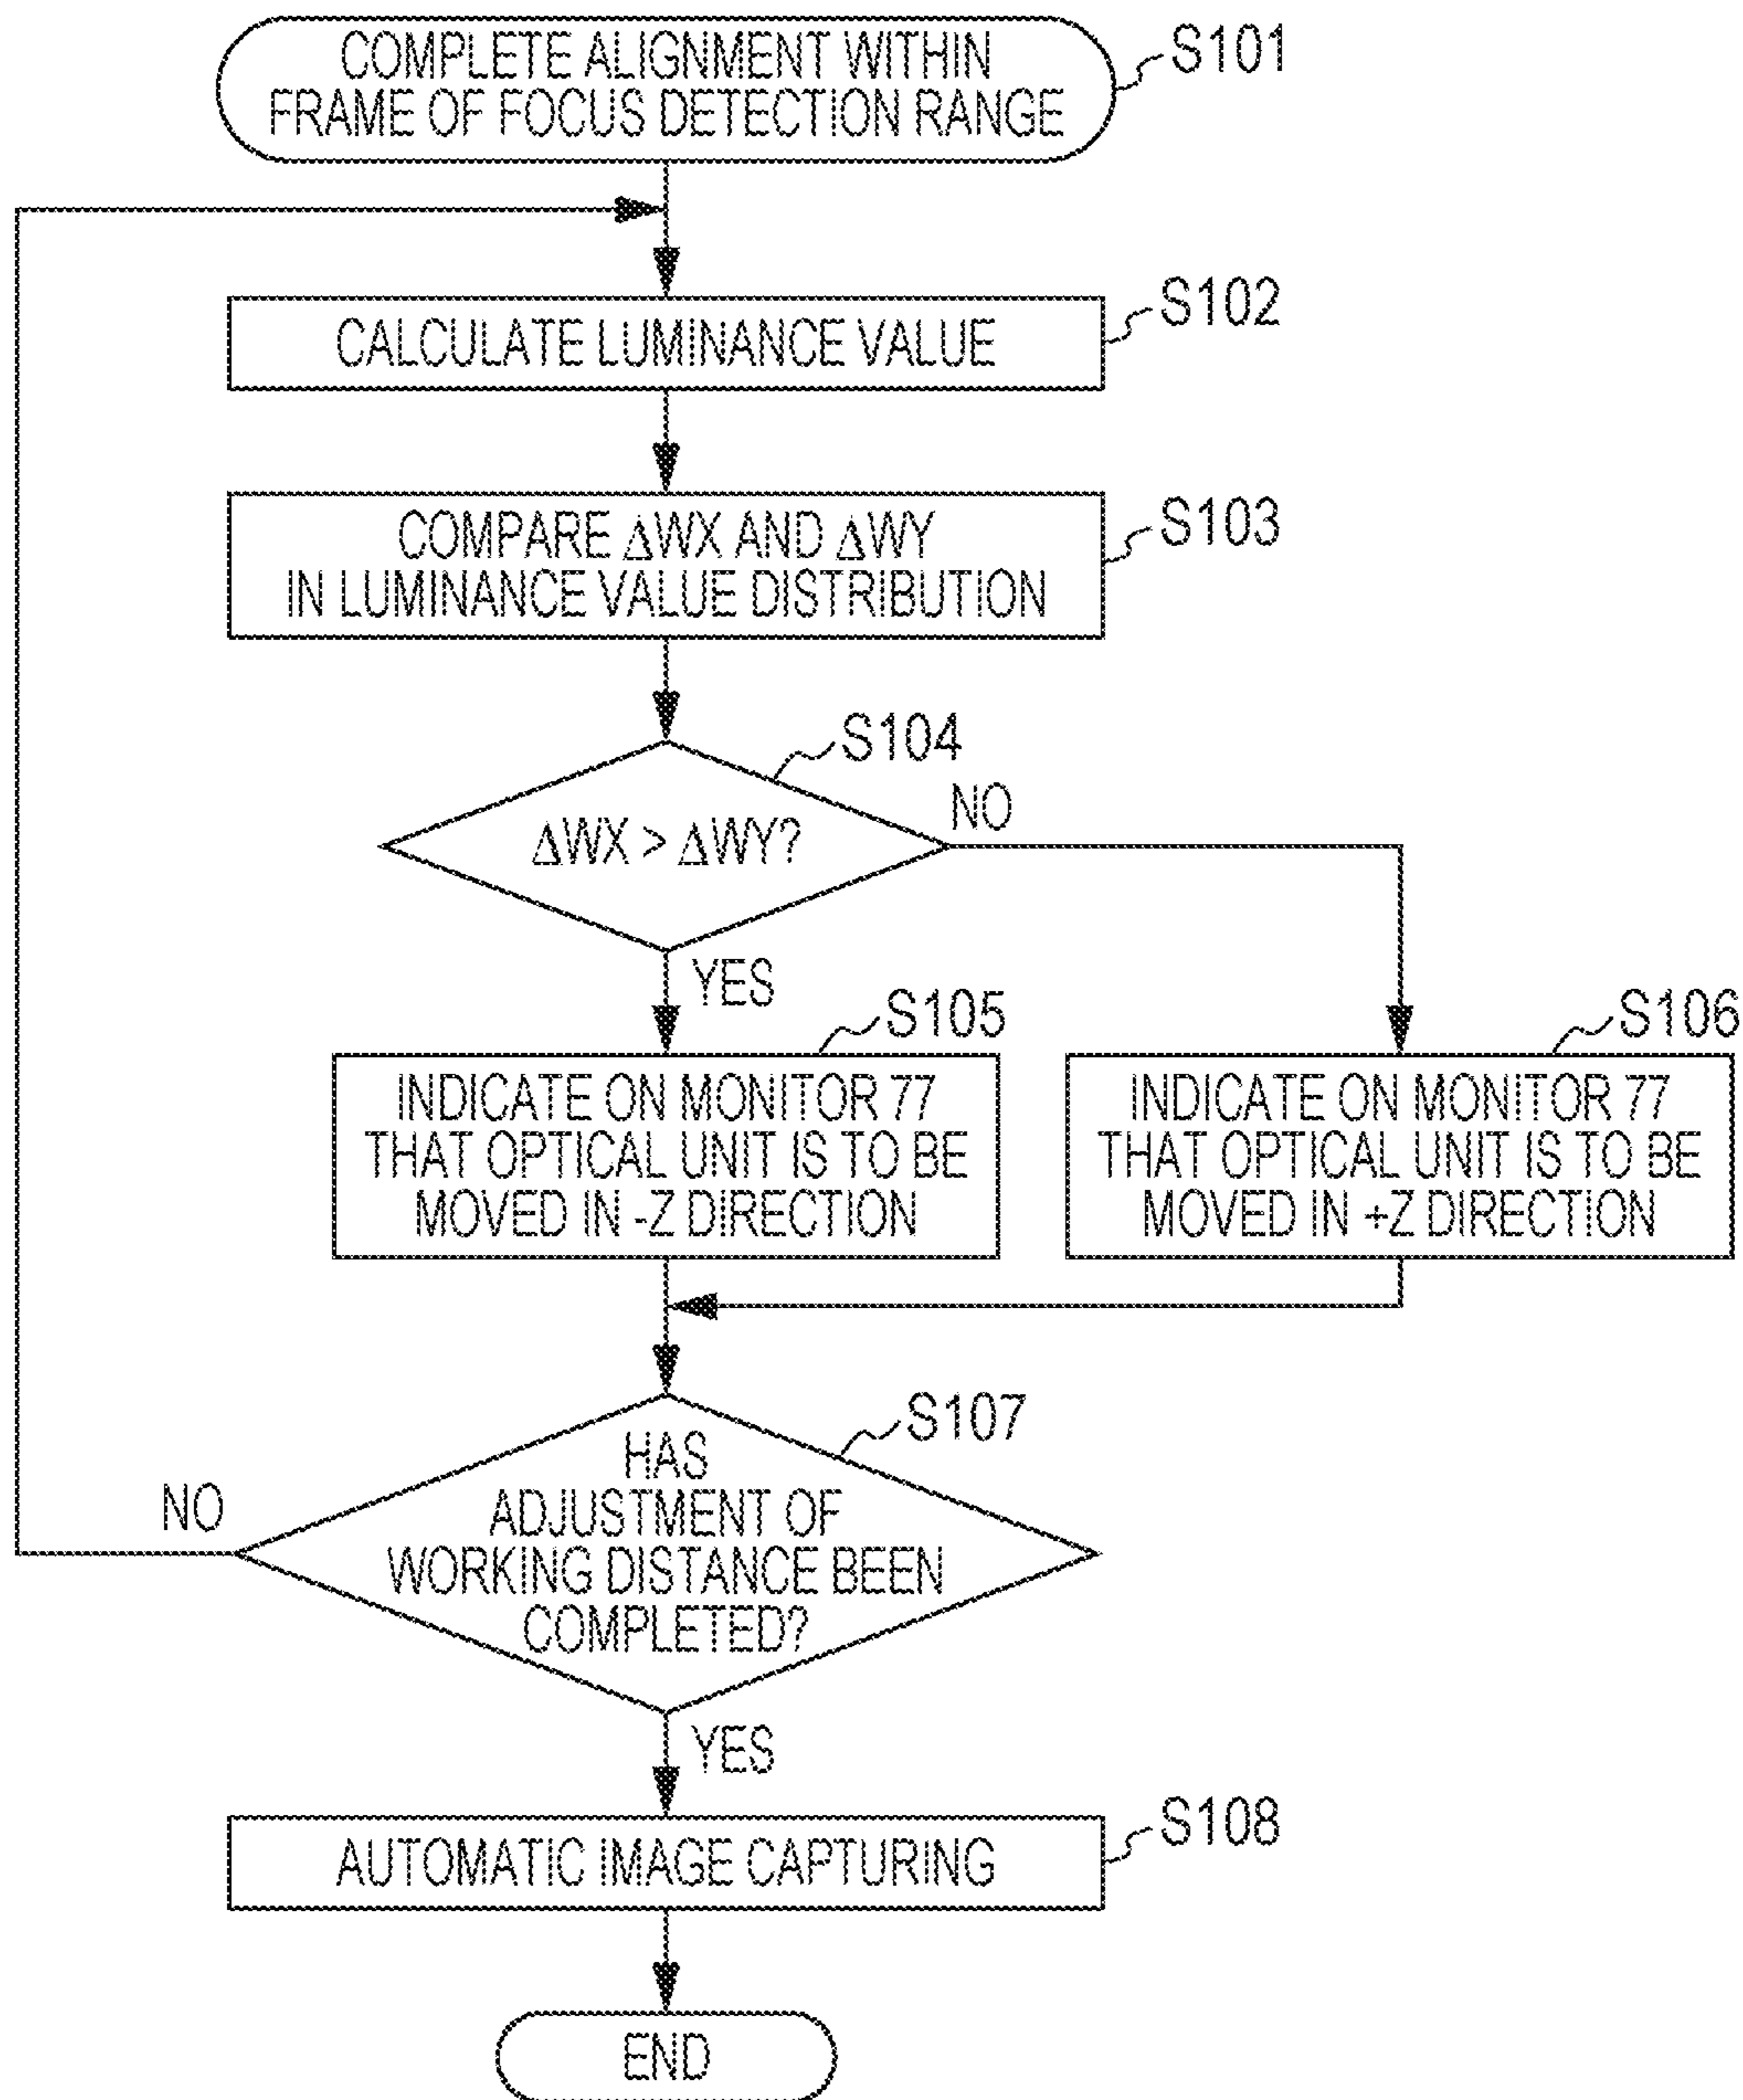 COMPLETE ALIGNMENT WITHIN
FRAME OF FOCUS DETECTION RANGE
S101
CALCULATE LUMINANCE VALUE
S102
COMPARE ΔWX AND ΔWY
IN LUMINANCE VALUE DISTRIBUTION
S103
S104
ΔWX > ΔWY?
NO
YES
S105
INDICATE ON MONITOR 77
THAT OPTICAL UNIT IS TO BE
MOVED IN -Z DIRECTION
S106
INDICATE ON MONITOR 77
THAT OPTICAL UNIT IS TO BE
MOVED IN +Z DIRECTION
S107
HAS
ADJUSTMENT OF
WORKING DISTANCE BEEN
COMPLETED?
NO
YES
AUTOMATIC IMAGE CAPTURING
S108
END